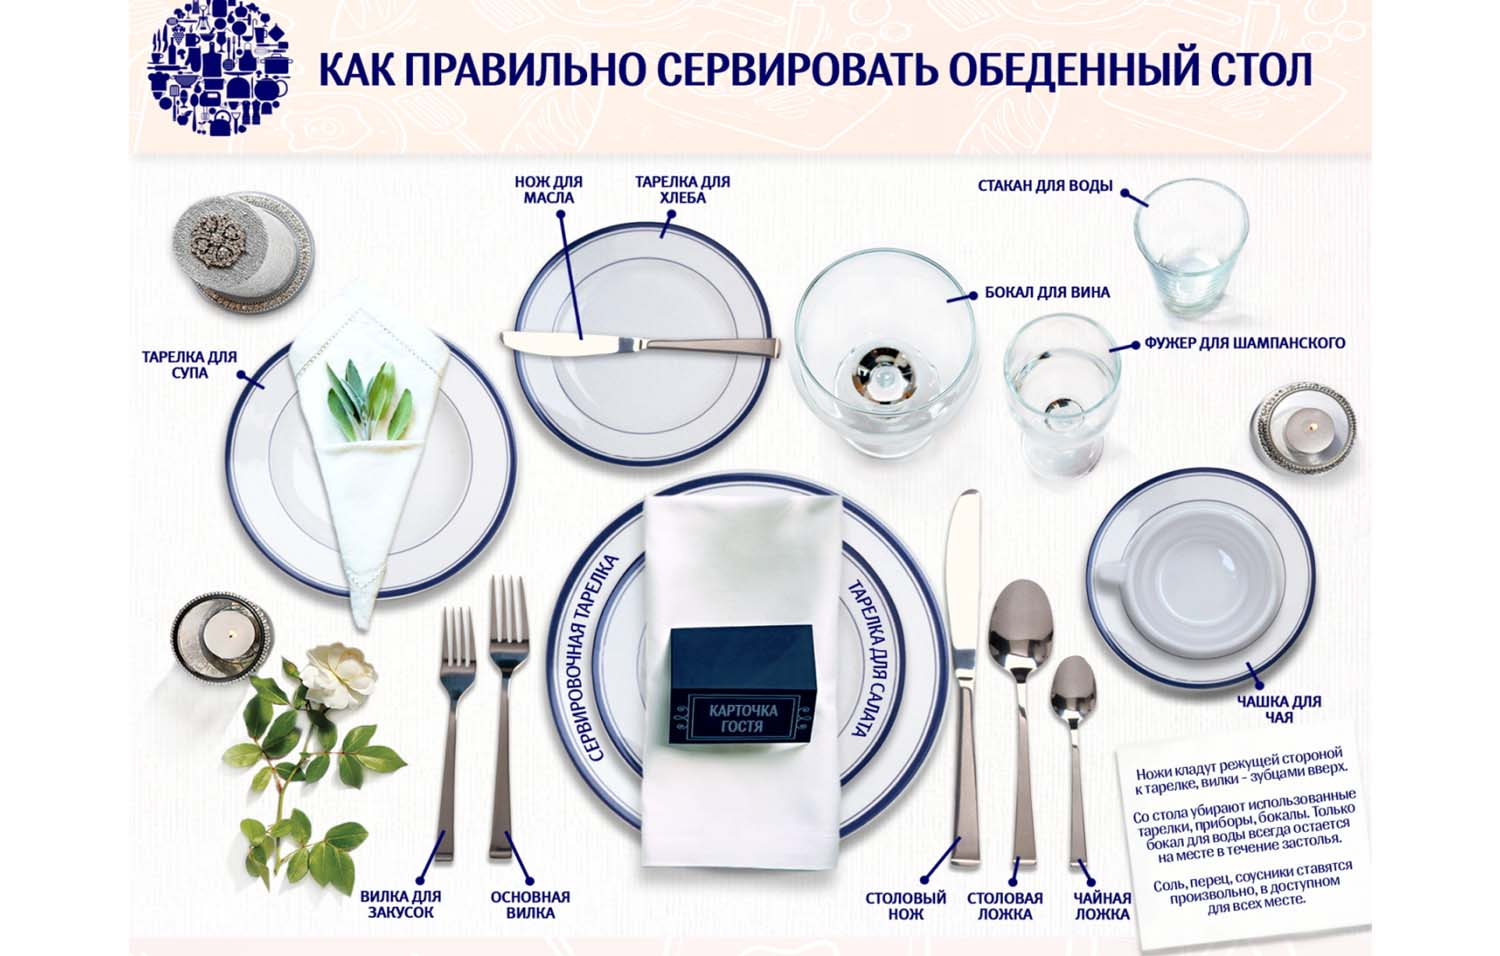 КАК ПРАВИЛЬНО СЕРВИРОВАТЬ ОБЕДЕННЫЙ СТОЛ
НОЖ ДЛЯ
МАСЛА
ТАРЕЛКА ДЛЯ
ХЛЕБА
СТАКАН ДЛЯ ВОДЫ
БОКАЛ ДЛЯ ВИНА
ФУЖЕР ДЛЯ ШАМПАНСКОГО
ТАРЕЛКА ДЛЯ
СУПА
СЕРВИРОВОЧНАЯ ТАРЕЛКА
ТАРЕЛКА ДЛЯ САЛАТА
КАРТОЧКА
ГОСТЯ
ЧАШКА ДЛЯ
ЧАЯ
ВИЛКА ДЛЯ
ЗАКУСОК
ОСНОВНАЯ
ВИЛКА
СТОЛОВЫЙ
НОЖ
СТОЛОВАЯ
ЛОЖКА
ЧАЙНАЯ
ЛОЖКА
Ножи кладут режущей стороной
к тарелке, вилки - зубцами вверх.
Со стола убирают использованные
тарелки, приборы, бокалы. Только
бокал для воды всегда остается
на месте в течение застолья.
Соль, перец, соусники ставятся
произвольно, в доступном
для всех месте.